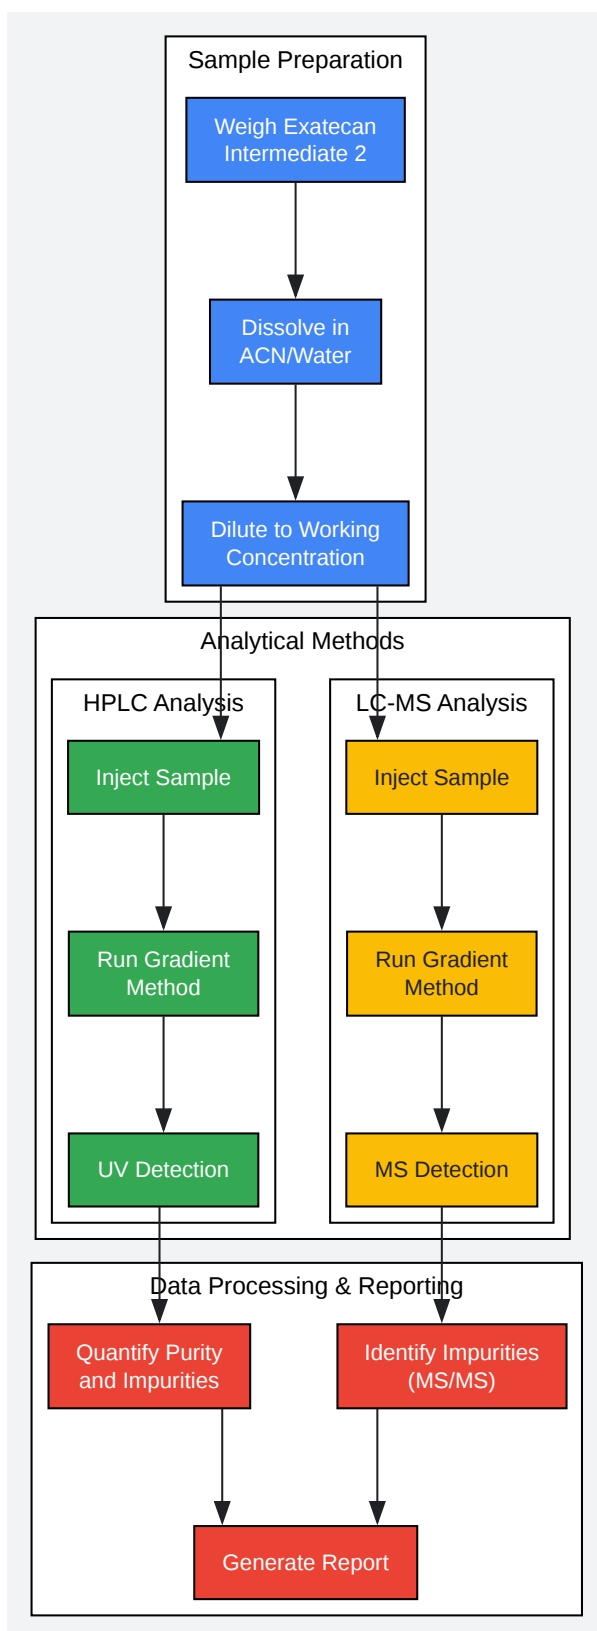 Sample Preparation
Weigh Exatecan
Intermediate 2
Dissolve in
ACN/Water
Dilute to Working
Concentration
Analytical Methods
HPLC Analysis
Inject Sample
Run Gradient
Method
UV Detection
LC-MS Analysis
Inject Sample
Run Gradient
Method
MS Detection
Data Processing & Reporting
Quantify Purity
and Impurities
Identify Impurities
(MS/MS)
Generate Report